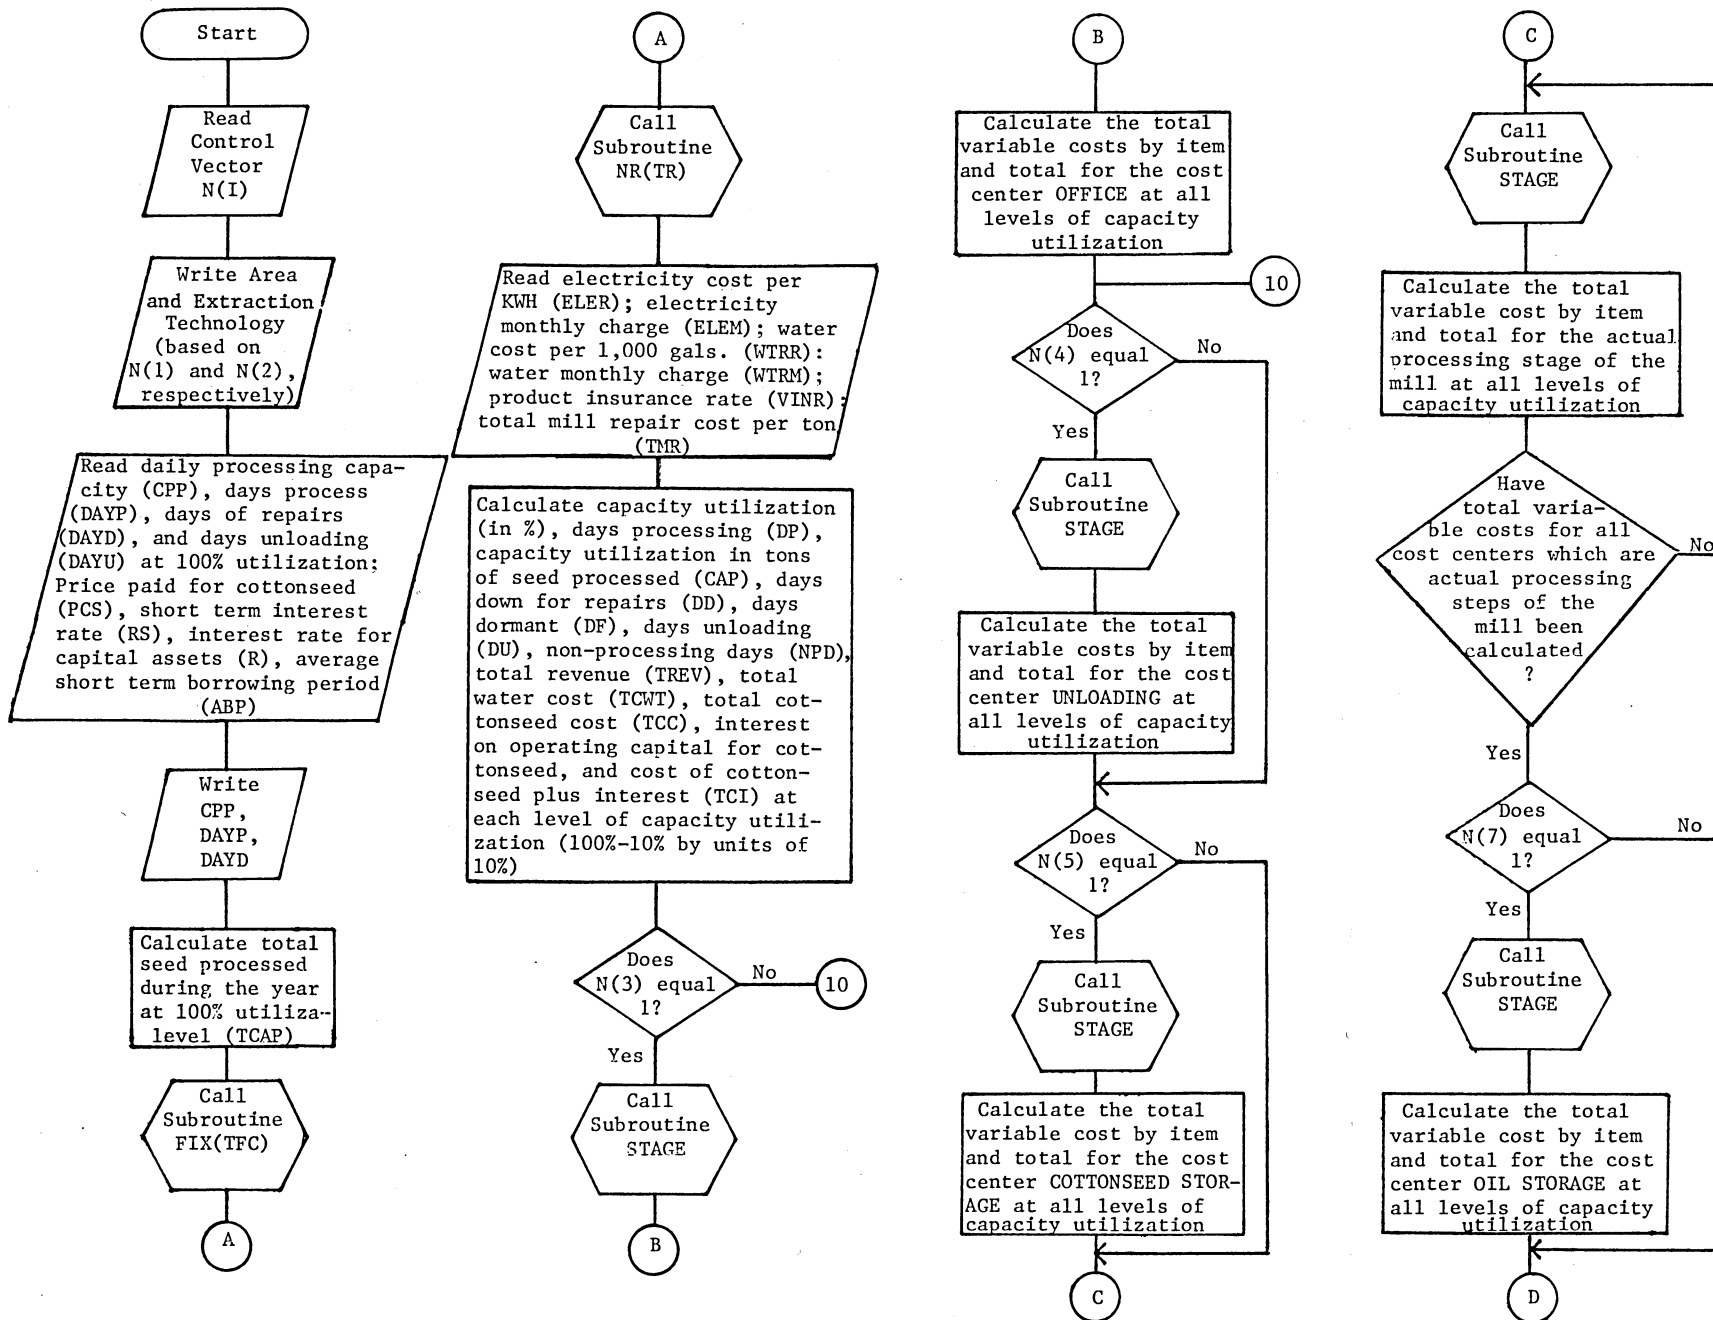 Start
Read
Control
Vector
N(I)
Write Area
and Extraction
Technology
(based on
N(1) and N(2),
respectively)
Read daily processing capa-
city (CPP), days process
(DAYP), days of repairs
(DAYD), and days unloading
(DAYU) at 100% utilization;
Price paid for cottonseed
(PCS), short term interest
rate (RS), interest rate for
capital assets (R), average
short term borrowing period
(ABP)
Write
CPP,
DAYP,
DAYD
Calculate total
seed processed
during the year
at 100% utiliza-
level (TCAP)
Call
Subroutine
FIX(TFC)
A
A
Call
Subroutine
NR(TR)
Read electricity cost per
KWH (ELER); electricity
monthly charge (ELEM); water
cost per 1,000 gals. (WTRR):
water monthly charge (WTRM);
product insurance rate (VINR):
total mill repair cost per ton
(TMR)
Calculate capacity utilization
(in %), days processing (DP),
capacity utilization in tons
of seed processed (CAP), days
down for repairs (DD), days
dormant (DF), days unloading
(DU), non-processing days (NPD),
total revenue (TREV), total
water cost (TCWT), total cot-
tonseed cost (TCC), interest
on operating capital for cot-
tonseed, and cost of cotton-
seed plus interest (TCI) at
each level of capacity utili-
zation (100%-10% by units of
10%)
Does
N(3) equal
1?
No
10
Yes
Call
Subroutine
STAGE
B
B
Calculate the total
variable costs by item
and total for the cost
center OFFICE at all
levels of capacity
utilization
10
Does
N(4) equal
1?
No
Yes
Call
Subroutine
STAGE
Calculate the total
variable costs by item
and total for the cost
center UNLOADING at
all levels of capacity
utilization
Does
N(5) equal
1?
No
Yes
Call
Subroutine
STAGE
Calculate the total
variable cost by item
and total for the cost
center COTTONSEED STOR-
AGE at all levels of
capacity utilization
C
C
Call
Subroutine
STAGE
Calculate the total
variable cost by item
and total for the actual
processing stage of the
mill at all levels of
capacity utilization
Have
total varia-
ble costs for all
cost centers which are
actual processing
steps of the
mill been
calculated
?
No
Yes
Does
N(7) equal
1?
No
Yes
Call
Subroutine
STAGE
Calculate the total
variable cost by item
and total for the cost
center OIL STORAGE at
all levels of capacity
utilization
D